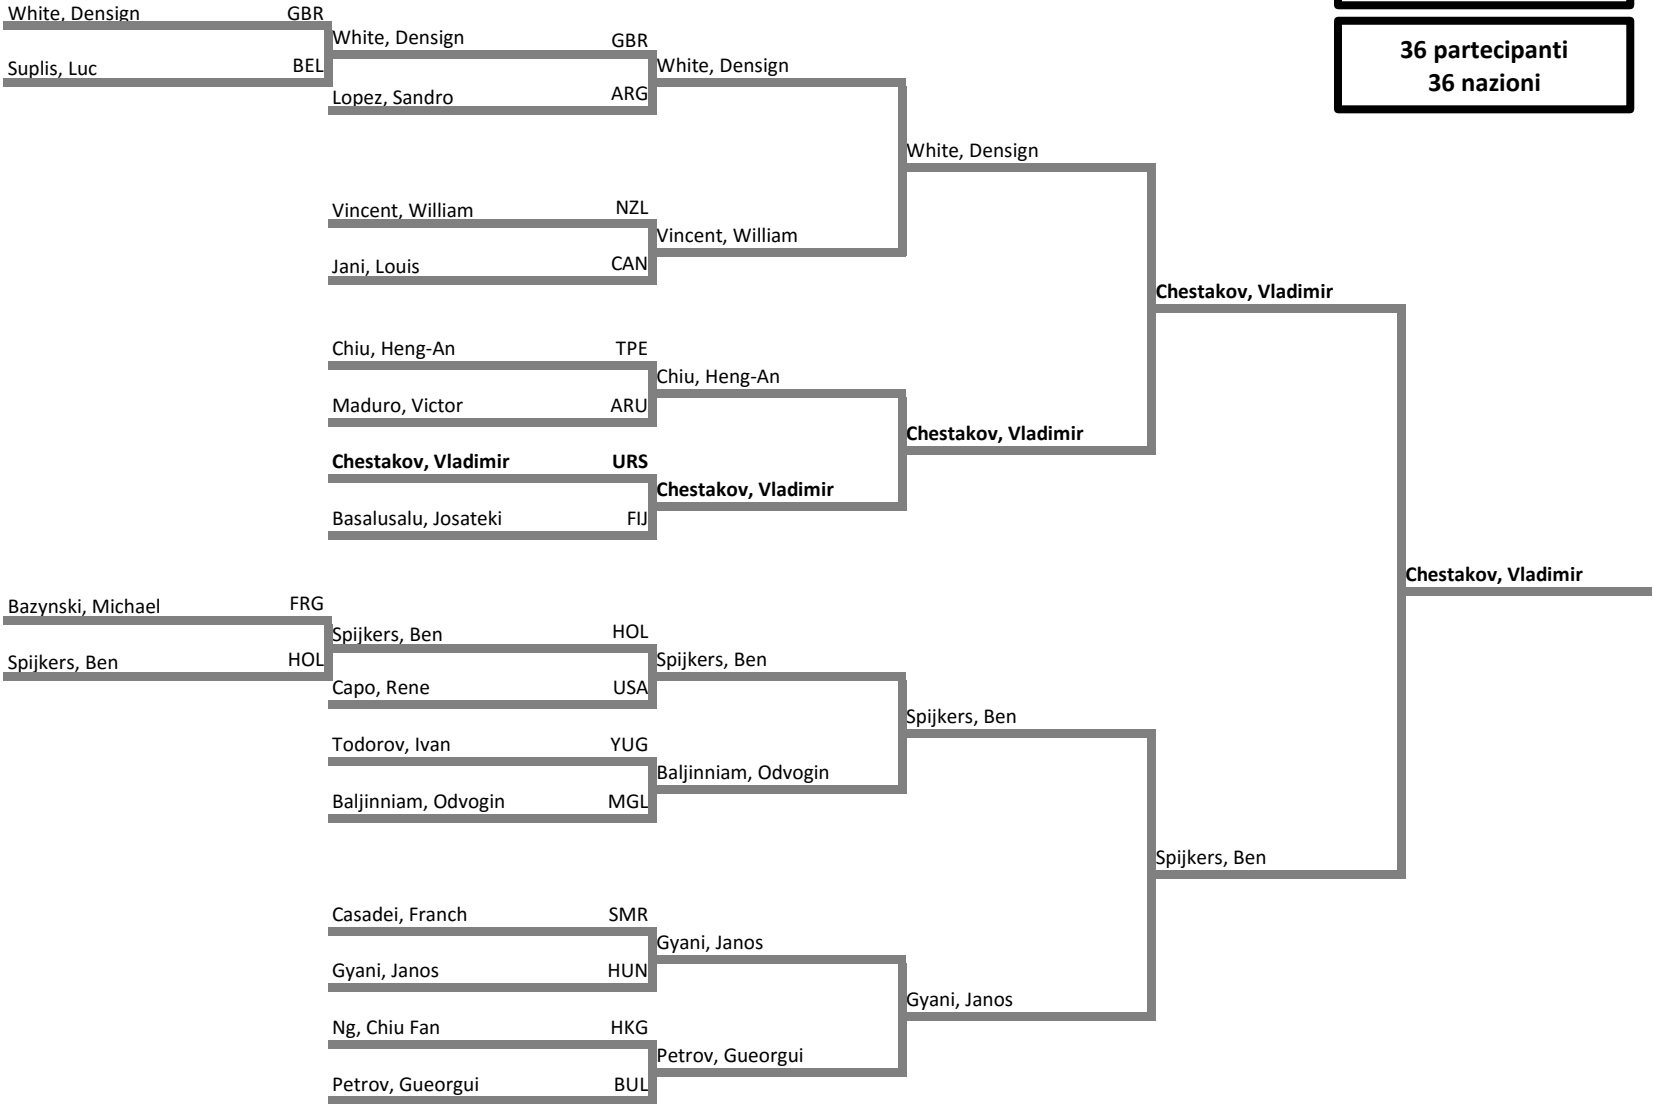 White, Densign GBR
36 partecipanti
36 nazioni
White, Densign GBR
Suplis, Luc BEL
White, Densign
Lopez, Sandro ARG
White, Densign
Vincent, William NZL
Vincent, William
Jani, Louis CAN
Chestakov, Vladimir
Chiu, Heng-An TPE
Chiu, Heng-An
Maduro, Victor ARU
Chestakov, Vladimir
Chestakov, Vladimir URS
Chestakov, Vladimir
Basalusalu, Josateki FIJ
Chestakov, Vladimir
Bazynski, Michael FRG
Spijkers, Ben HOL
Spijkers, Ben HOL
Spijkers, Ben
Capo, Rene USA
Spijkers, Ben
Todorov, Ivan YUG
Baljinniam, Odvogin
Baljinniam, Odvogin MGL
Spijkers, Ben
Casadei, Franch SMR
Gyani, Janos
Gyani, Janos HUN
Gyani, Janos
Ng, Chiu Fan HKG
Petrov, Gueorgui
Petrov, Gueorgui BUL